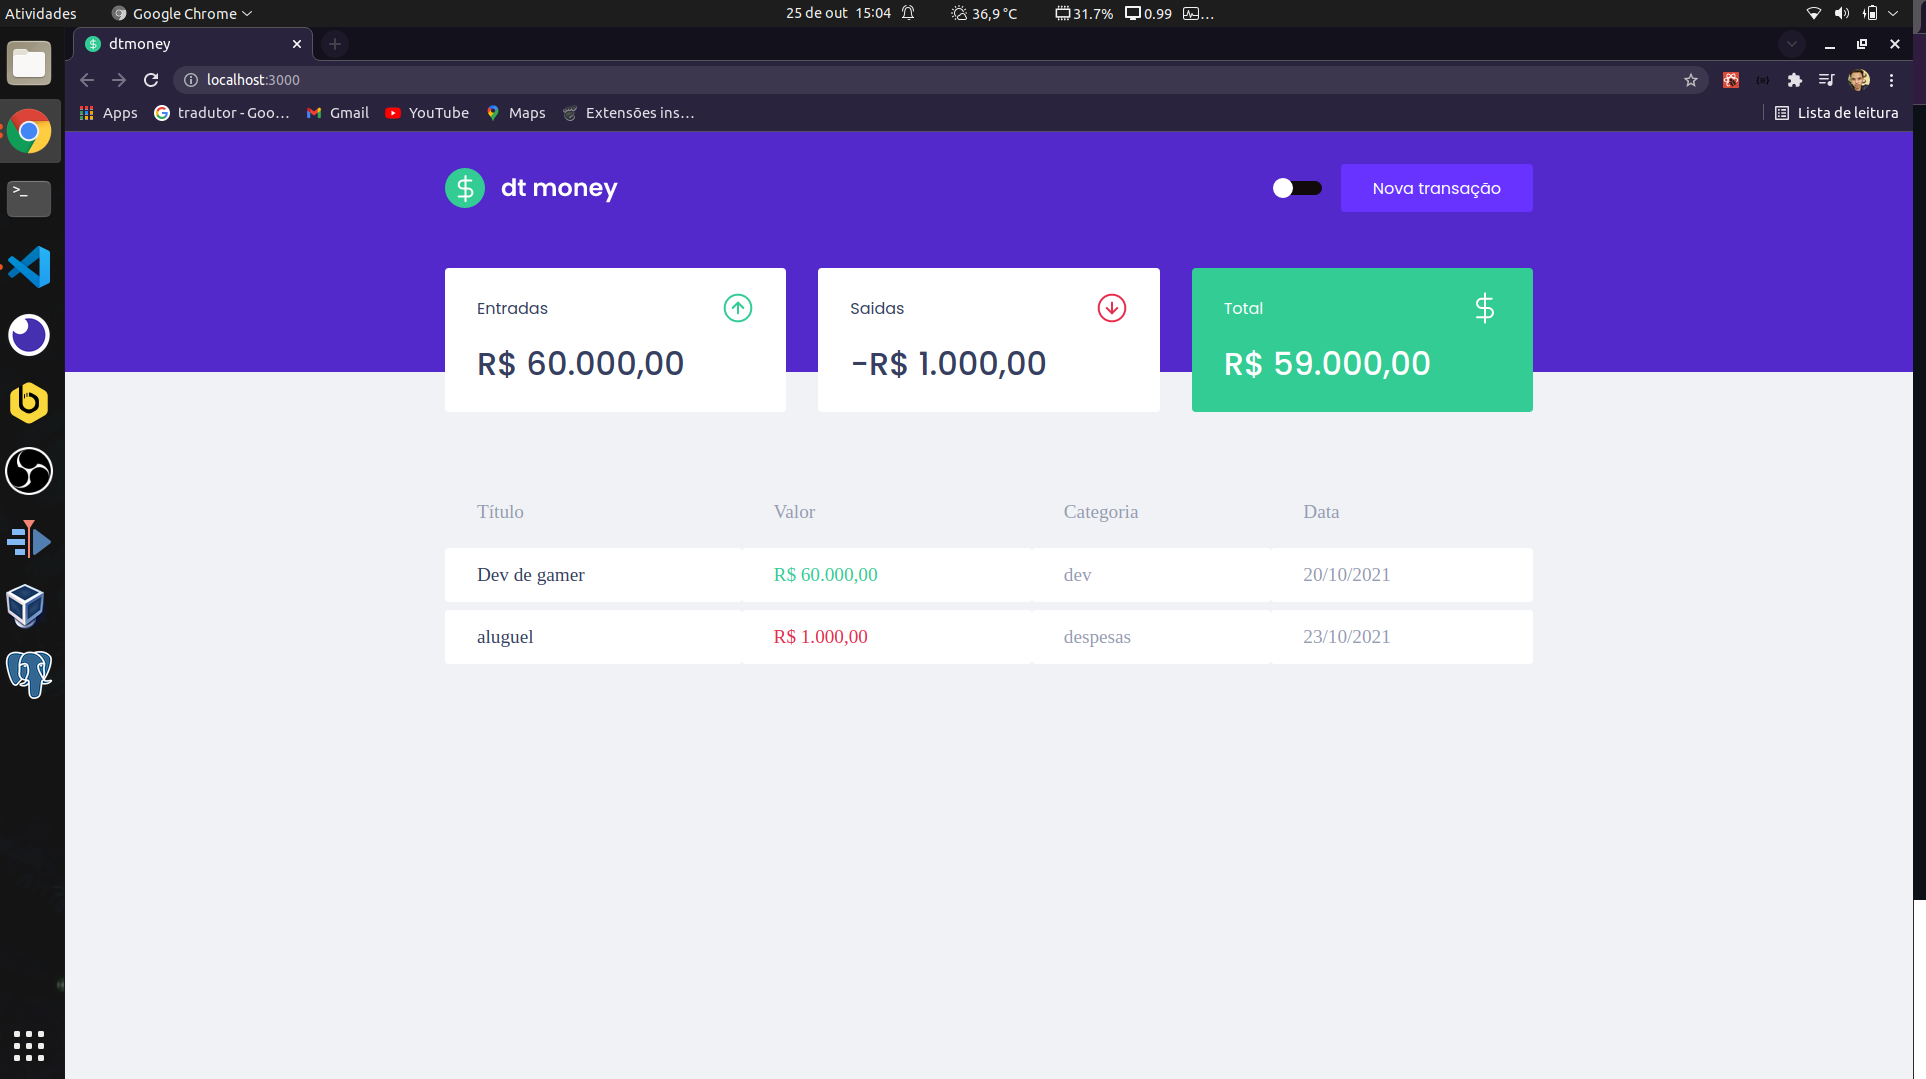 Atividades Google Chrome 25 de out 15:04 36,9 °C 31.7% 0.99 ...
dtmoney
localhost:3000
Apps tradutor - Goo... Gmail YouTube Maps Extensões ins... Lista de leitura
dt money Nova transação
Entradas Saidas Total
R$ 60.000,00 -R$ 1.000,00 R$ 59.000,00
Título Valor Categoria Data
Dev de gamer R$ 60.000,00 dev 20/10/2021
aluguel R$ 1.000,00 despesas 23/10/2021